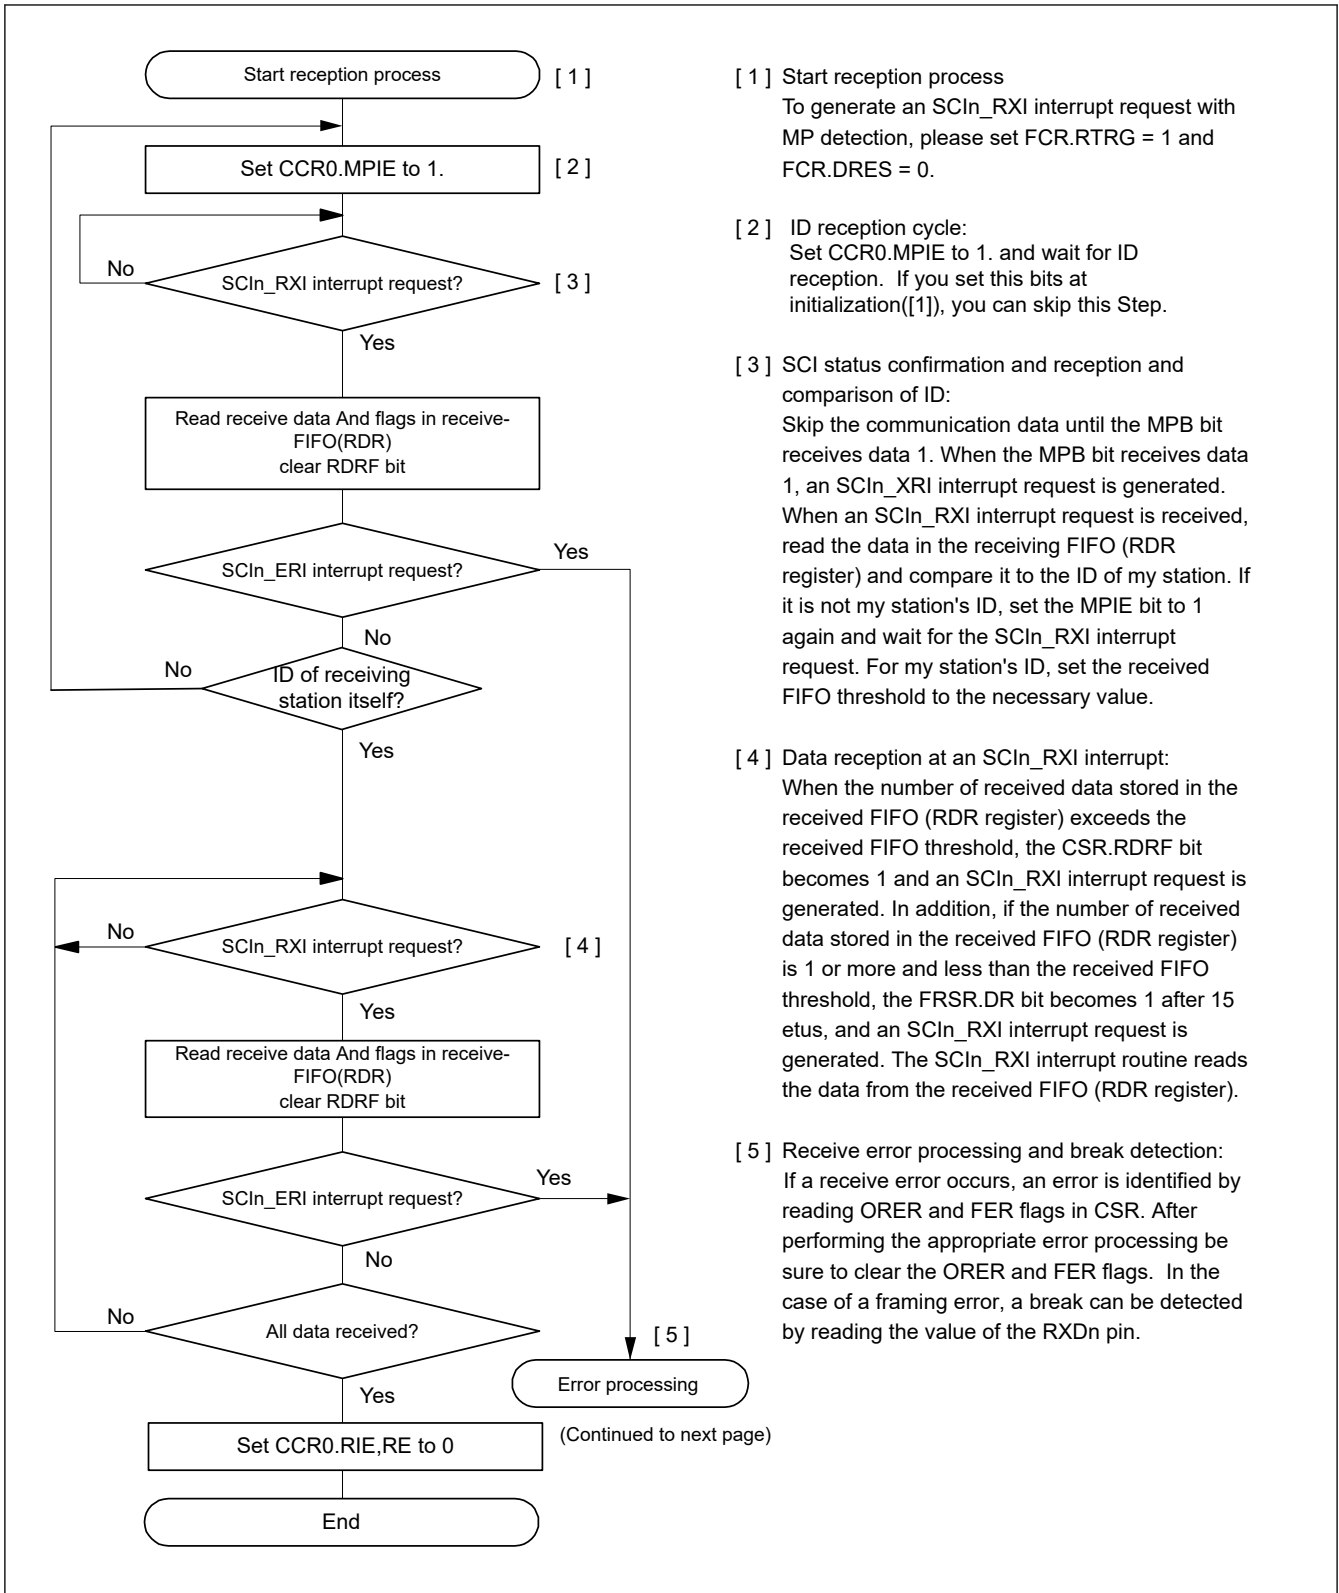 Start reception process
[ 1 ]
Set CCR0.MPIE to 1.
[ 2 ]
No
SCIn_RXI interrupt request?
[ 3 ]
Yes
Read receive data And flags in receive-
FIFO(RDR)
clear RDRF bit
Yes
SCIn_ERI interrupt request?
No
No
ID of receiving
station itself?
Yes
No
SCIn_RXI interrupt request?
[ 4 ]
Yes
Read receive data And flags in receive-
FIFO(RDR)
clear RDRF bit
Yes
SCIn_ERI interrupt request?
No
No
All data received?
[ 5 ]
Error processing
Yes
(Continued to next page)
Set CCR0.RIE,RE to 0
End
[ 1 ] Start reception process
To generate an SCIn_RXI interrupt request with
MP detection, please set FCR.RTRG = 1 and
FCR.DRES = 0.
[ 2 ] ID reception cycle:
Set CCR0.MPIE to 1. and wait for ID
reception. If you set this bits at
initialization([1]), you can skip this Step.
[ 3 ] SCI status confirmation and reception and
comparison of ID:
Skip the communication data until the MPB bit
receives data 1. When the MPB bit receives data
1, an SCIn_XRI interrupt request is generated.
When an SCIn_RXI interrupt request is received,
read the data in the receiving FIFO (RDR
register) and compare it to the ID of my station. If
it is not my station's ID, set the MPIE bit to 1
again and wait for the SCIn_RXI interrupt
request. For my station's ID, set the received
FIFO threshold to the necessary value.
[ 4 ] Data reception at an SCIn_RXI interrupt:
When the number of received data stored in the
received FIFO (RDR register) exceeds the
received FIFO threshold, the CSR.RDRF bit
becomes 1 and an SCIn_RXI interrupt request is
generated. In addition, if the number of received
data stored in the received FIFO (RDR register)
is 1 or more and less than the received FIFO
threshold, the FRSR.DR bit becomes 1 after 15
etus, and an SCIn_RXI interrupt request is
generated. The SCIn_RXI interrupt routine reads
the data from the received FIFO (RDR register).
[ 5 ] Receive error processing and break detection:
If a receive error occurs, an error is identified by
reading ORER and FER flags in CSR. After
performing the appropriate error processing be
sure to clear the ORER and FER flags. In the
case of a framing error, a break can be detected
by reading the value of the RXDn pin.